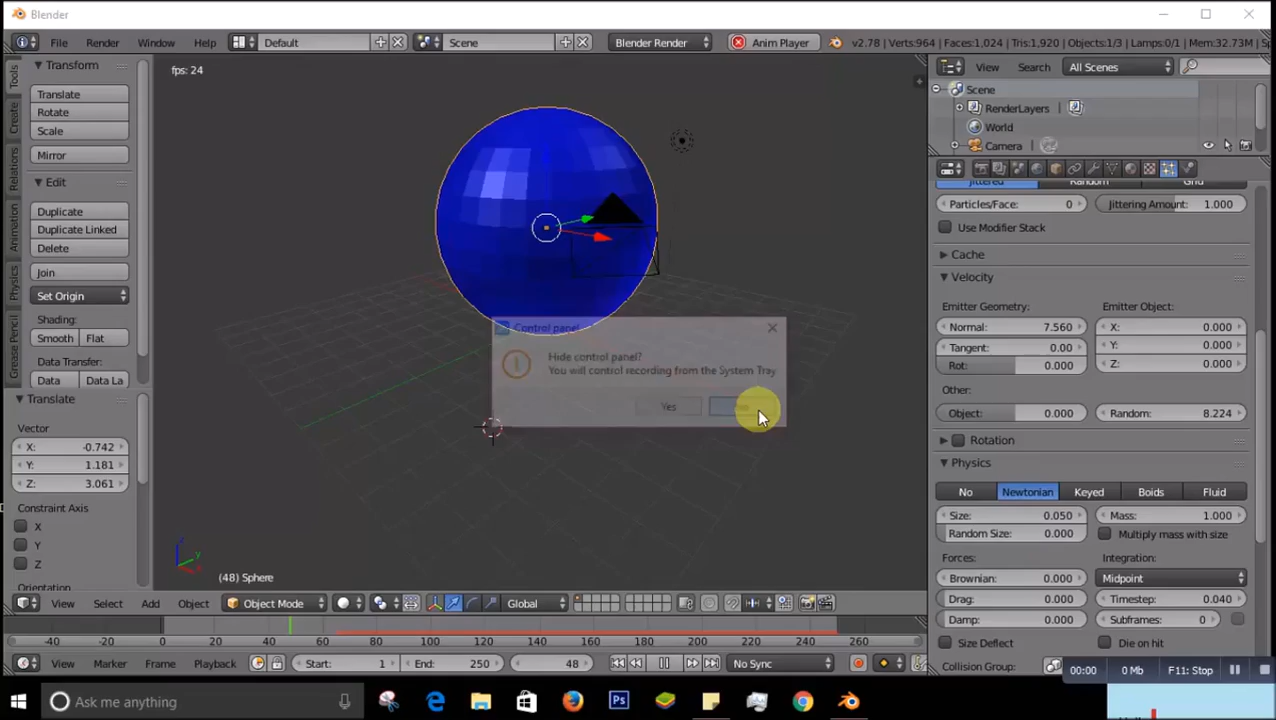 Blender
File Render Window Help Default Scene Blender Render Anim Player v2.78 | Verts:964 | Faces:1,024 | Tris:1,920 | Objects:1/3 | Lamps:0/1 | Mem:32.73M | Sp
Tools
Create
Relations
Animation
Physics
Grease Pencil
Transform
Translate
Rotate
Scale
Mirror
Edit
Duplicate
Duplicate Linked
Delete
Join
Set Origin
Shading:
Smooth Flat
Data Transfer:
Data Data La
Translate
Vector
X: -0.742
Y: 1.181
Z: 3.061
Constraint Axis
X
Y
Z
Orientation
fps: 24
Control panel
Hide control panel?
You will control recording from the System Tray
Yes
(48) Sphere
View Select Add Object Object Mode Global
-40 -20 0 20 40 60 80 100 120 140 160 180 200 220 240 260
View Marker Frame Playback Start: 1 End: 250 48 No Sync
View Search All Scenes
Scene
RenderLayers
World
Camera
Jittered Random Grid
Particles/Face: 0 Jittering Amount: 1.000
Use Modifier Stack
Cache
Velocity
Emitter Geometry: Emitter Object:
Normal: 7.560 X: 0.000
Tangent: 0.00 Y: 0.000
Rot: 0.000 Z: 0.000
Other:
Object: 0.000 Random: 8.224
Rotation
Physics
No Newtonian Keyed Boids Fluid
Size: 0.050 Mass: 1.000
Random Size: 0.000 Multiply mass with size
Forces: Integration:
Brownian: 0.000 Midpoint
Drag: 0.000 Timestep: 0.040
Damp: 0.000 Subframes: 0
Size Deflect Die on hit
Collision Group:
00:00 0 Mb F11: Stop
Ask me anything
Ps